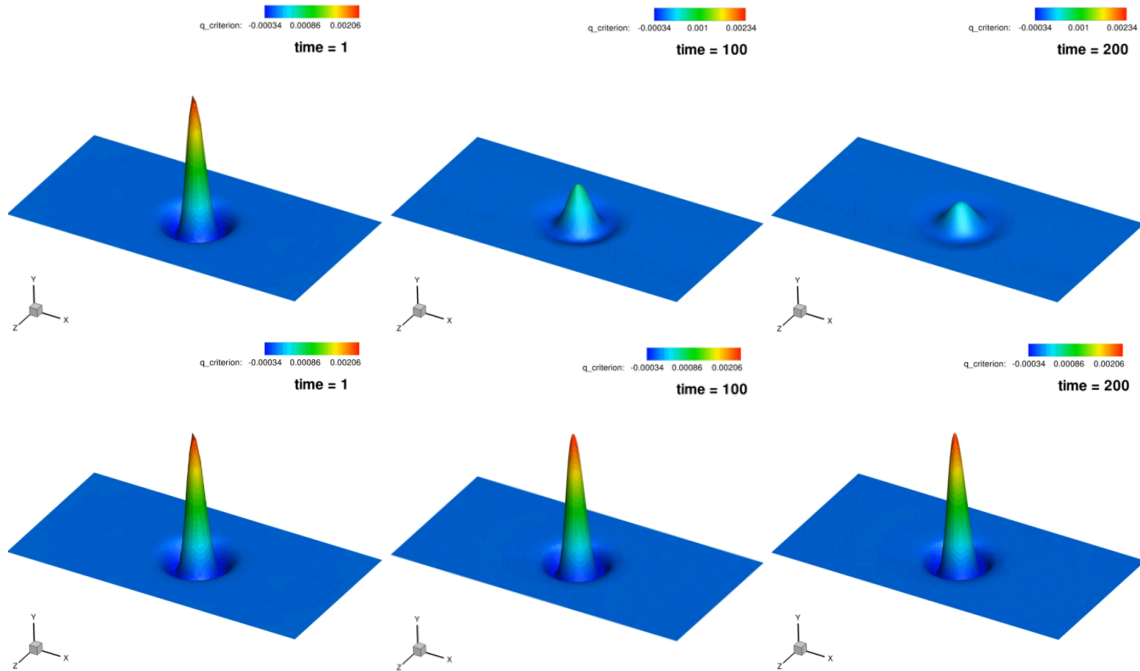 q_criterion: -0.00034 0.00086 0.00206
time = 1
q_criterion: -0.00034 0.001 0.00234
time = 100
q_criterion: -0.00034 0.001 0.00234
time = 200
Y
Z X
Y
Z X
Y
Z X
q_criterion: -0.00034 0.00086 0.00206
time = 1
q_criterion: -0.00034 0.00086 0.00206
time = 100
q_criterion: -0.00034 0.00086 0.00206
time = 200
Y
Z X
Y
Z X
Y
Z X